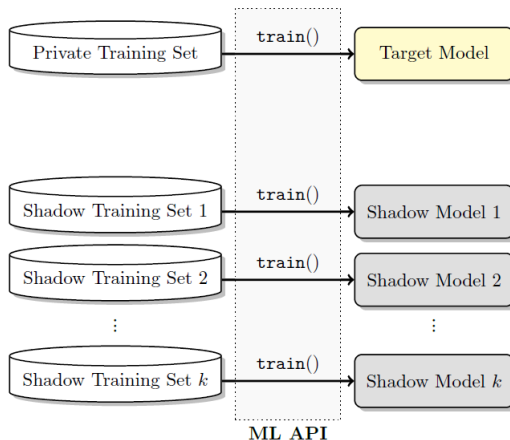 Private Training Set
train()
Target Model
Shadow Training Set 1
train()
Shadow Model 1
Shadow Training Set 2
train()
Shadow Model 2
⋮
⋮
Shadow Training Set k
train()
Shadow Model k
ML API